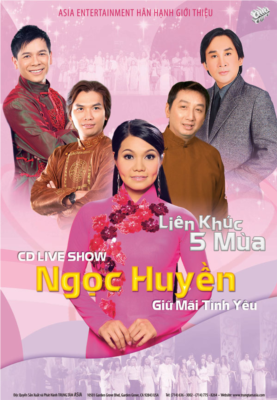 ASIA ENTERTAINMENT HÂN HẠNH GIỚI THIỆU
Liên Khúc
5 Mùa
CD LIVE SHOW
Ngọc Huyền
Giữ Mãi Tình Yêu